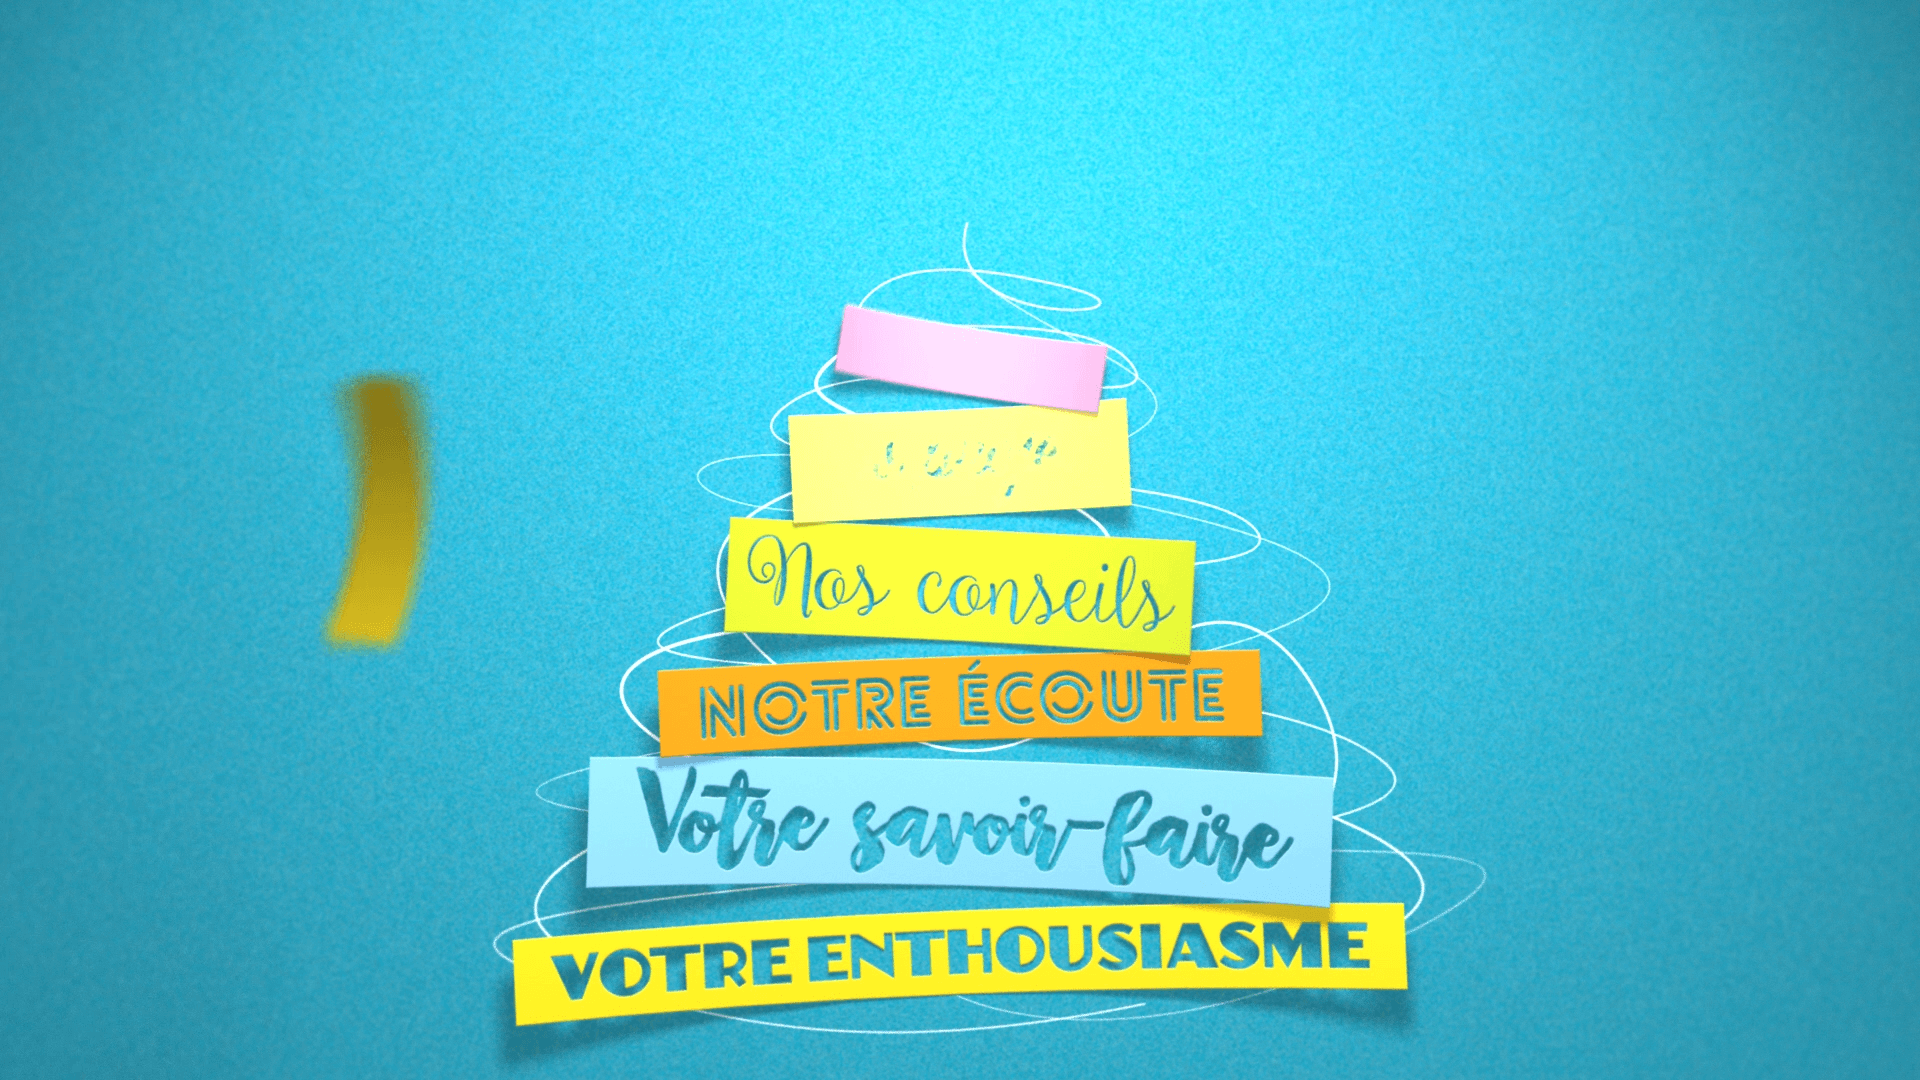 Nos conseils
NOTRE ÉCOUTE
Votre savoir-faire
VOTRE ENTHOUSIASME